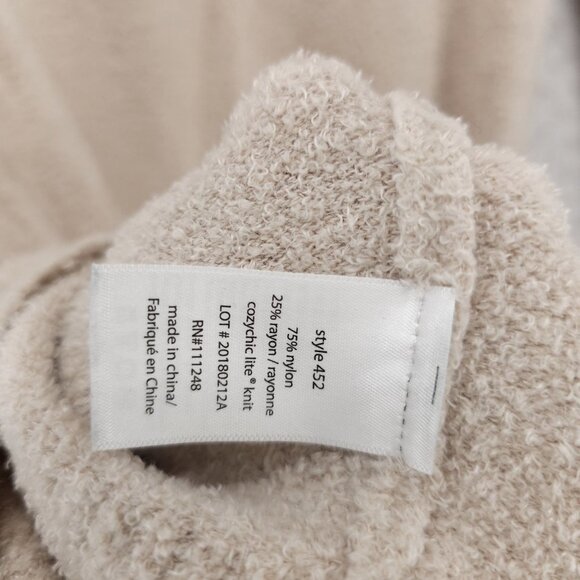 style 452
75% nylon
25% rayon / rayonne
cozychic lite® knit
LOT # 20180212A
RN#111248
made in china/
Fabriqué en Chine